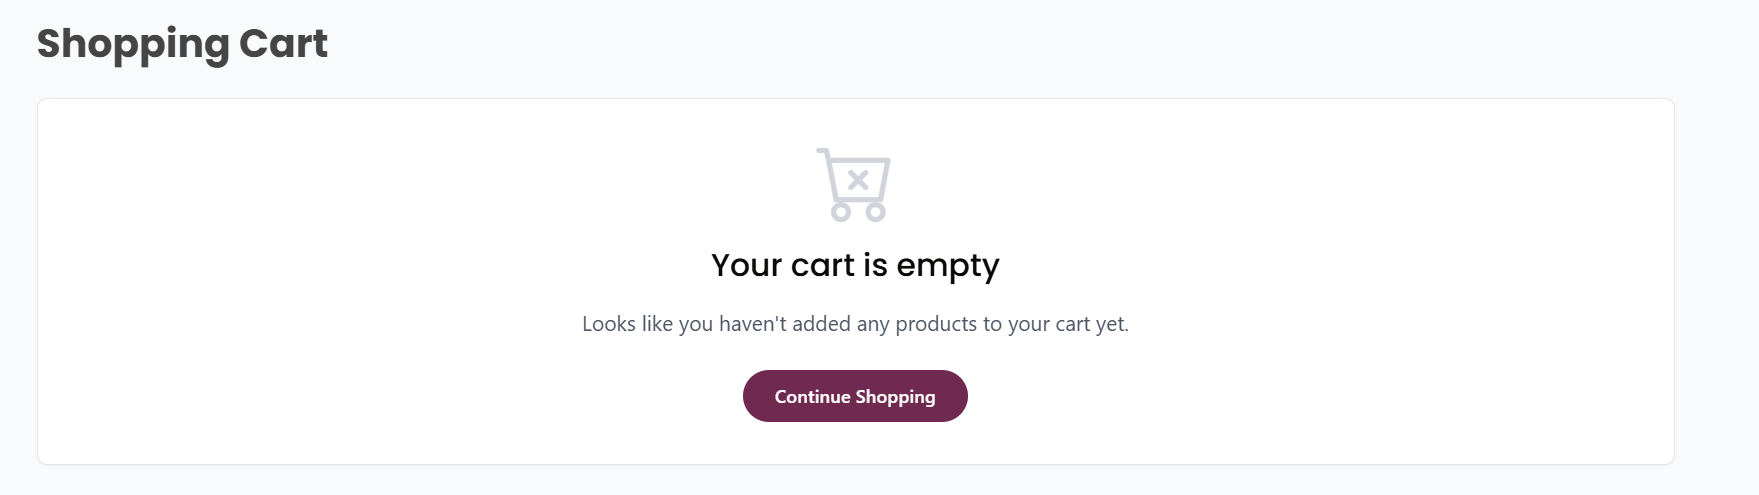 Shopping Cart
Your cart is empty
Looks like you haven't added any products to your cart yet.
Continue Shopping